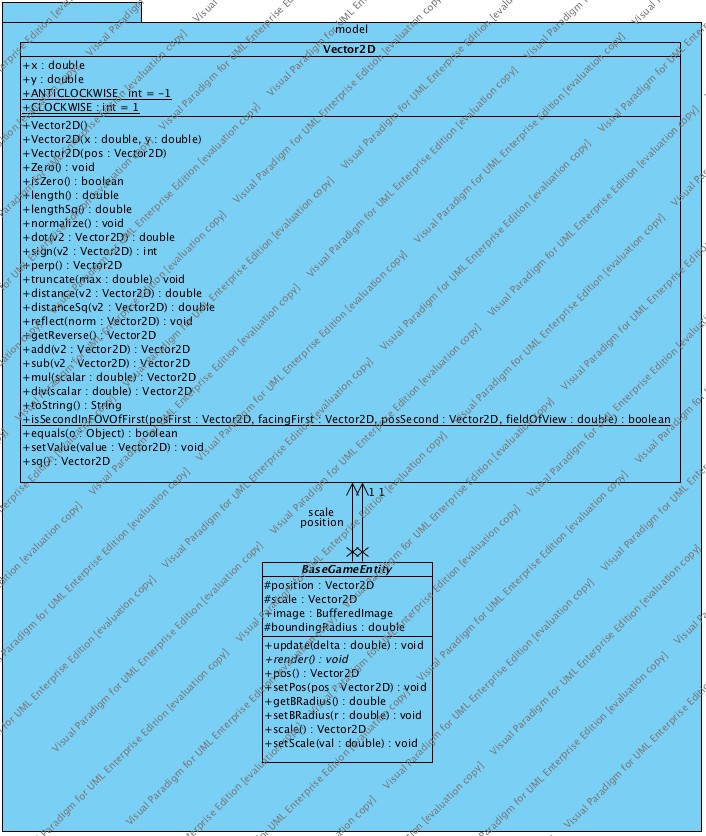 model
Vector2D
+x : double
+y : double
+ANTICLOCKWISE : int = -1
+CLOCKWISE : int = 1
+Vector2D()
+Vector2D(x : double, y : double)
+Vector2D(pos : Vector2D)
+Zero() : void
+isZero() : boolean
+length() : double
+lengthSq() : double
+normalize() : void
+dot(v2 : Vector2D) : double
+sign(v2 : Vector2D) : int
+perp() : Vector2D
+truncate(max : double) : void
+distance(v2 : Vector2D) : double
+distanceSq(v2 : Vector2D) : double
+reflect(norm : Vector2D) : void
+getReverse() : Vector2D
+add(v2 : Vector2D) : Vector2D
+sub(v2 : Vector2D) : Vector2D
+mul(scalar : double) : Vector2D
+div(scalar : double) : Vector2D
+toString() : String
+isSecondInFOVOfFirst(posFirst : Vector2D, facingFirst : Vector2D, posSecond : Vector2D, fieldOfView : double) : boolean
+equals(o : Object) : boolean
+setValue(value : Vector2D) : void
+sq() : Vector2D
1 1
scale
position
BaseGameEntity
#position : Vector2D
#scale : Vector2D
+image : BufferedImage
#boundingRadius : double
+update(delta : double) : void
+render() : void
+pos() : Vector2D
+setPos(pos : Vector2D) : void
+getBRadius() : double
+setBRadius(r : double) : void
+scale() : Vector2D
+setScale(val : double) : void
Visual Paradigm for UML Enterprise Edition [evaluation copy]